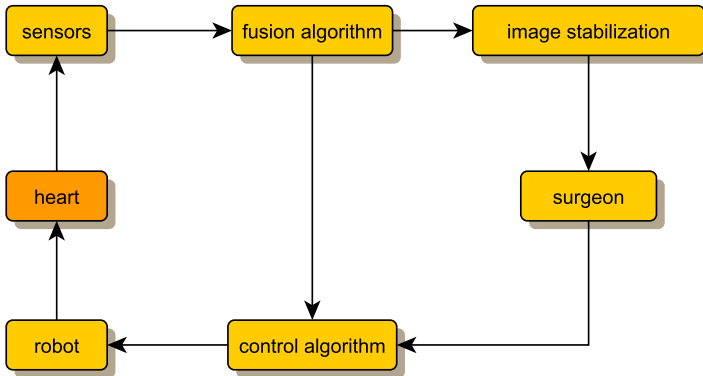 sensors
fusion algorithm
image stabilization
heart
surgeon
robot
control algorithm